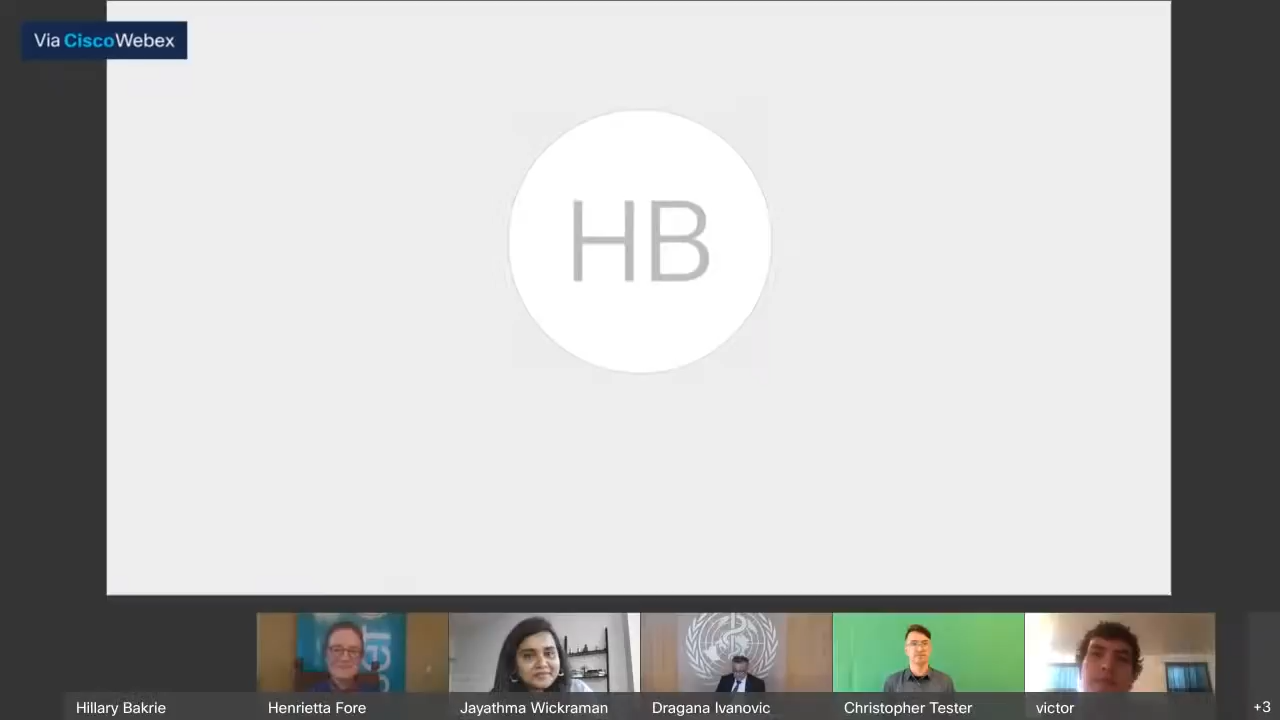 Via CiscoWebex
HB
Hillary Bakrie
Henrietta Fore
Jayathma Wickraman
Dragana Ivanovic
Christopher Tester
victor
+3